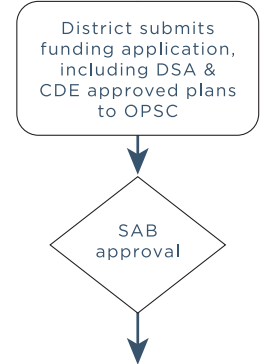 District submits
funding application,
including DSA &
CDE approved plans
to OPSC
SAB
approval